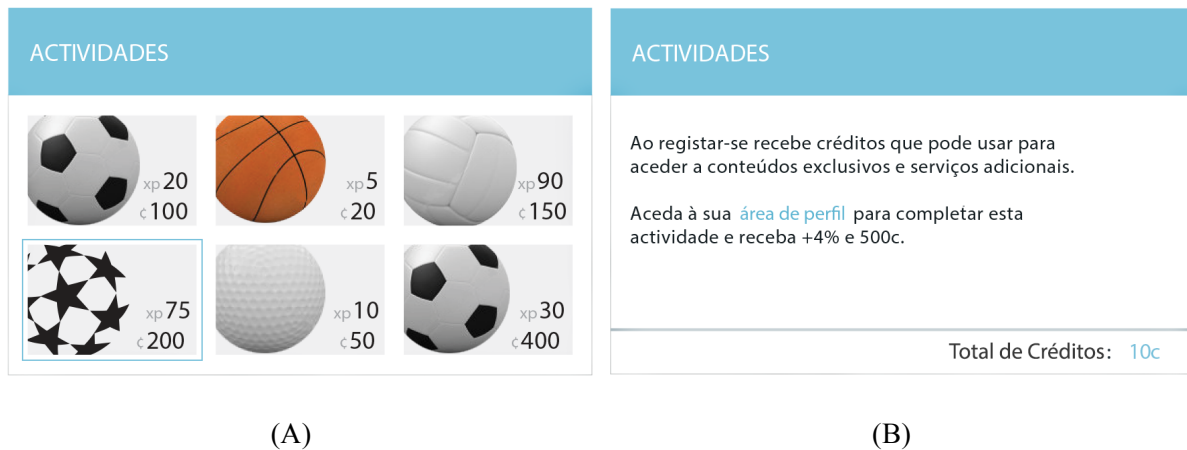 ACTIVIDADES
xp 20
¢ 100
xp 5
¢ 20
xp 90
¢ 150
xp 75
¢ 200
xp 10
¢ 50
xp 30
¢ 400
(A)
ACTIVIDADES
Ao registar-se recebe créditos que pode usar para
aceder a conteúdos exclusivos e serviços adicionais.
Aceda à sua área de perfil para completar esta
actividade e receba +4% e 500c.
Total de Créditos: 10c
(B)